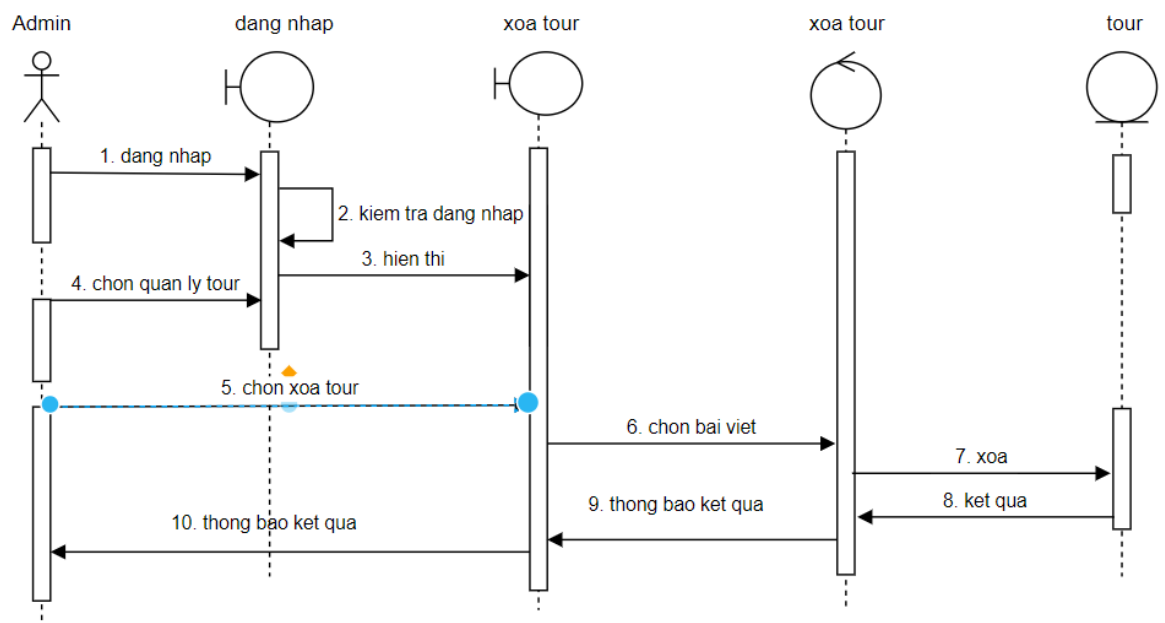 Admin
dang nhap
xoa tour
xoa tour
tour
1. dang nhap
2. kiem tra dang nhap
3. hien thi
4. chon quan ly tour
5. chon xoa tour
6. chon bai viet
7. xoa
8. ket qua
9. thong bao ket qua
10. thong bao ket qua